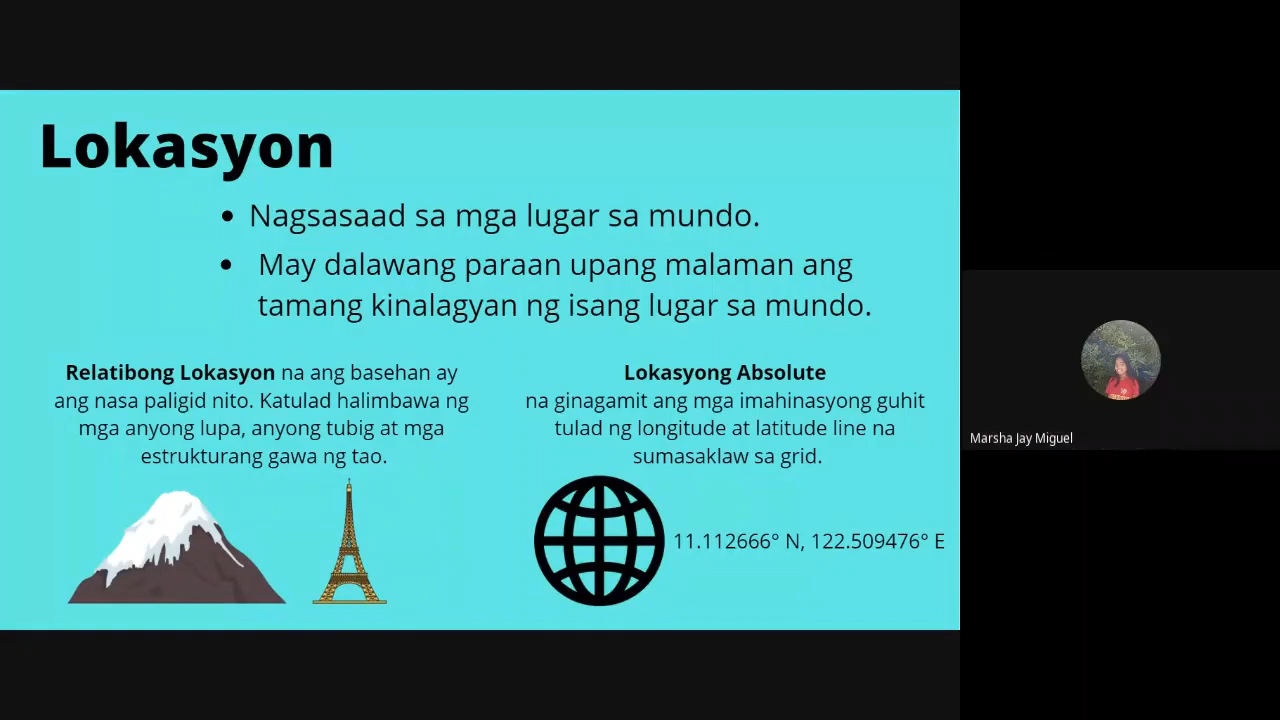 Lokasyon
• Nagsasaad sa mga lugar sa mundo.
• May dalawang paraan upang malaman ang
tamang kinalagyan ng isang lugar sa mundo.
Relatibong Lokasyon na ang basehan ay
ang nasa paligid nito. Katulad halimbawa ng
mga anyong lupa, anyong tubig at mga
estrukturang gawa ng tao.
Lokasyong Absolute
na ginagamit ang mga imahinasyong guhit
tulad ng longitude at latitude line na
sumasaklaw sa grid.
11.112666° N, 122.509476° E
Marsha Jay Miguel